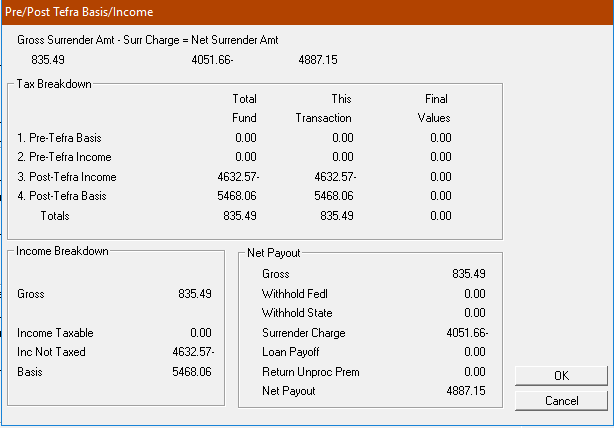 Pre/Post Tefra Basis/Income
Gross Surrender Amt - Surr Charge = Net Surrender Amt
835.49 4051.66- 4887.15
Tax Breakdown
Total This Final
Fund Transaction Values
1. Pre-Tefra Basis 0.00 0.00 0.00
2. Pre-Tefra Income 0.00 0.00 0.00
3. Post-Tefra Income 4632.57- 4632.57- 0.00
4. Post-Tefra Basis 5468.06 5468.06 0.00
Totals 835.49 835.49 0.00
Income Breakdown
Gross 835.49
Income Taxable 0.00
Inc Not Taxed 4632.57-
Basis 5468.06
Net Payout
Gross 835.49
Withhold Fedl 0.00
Withhold State 0.00
Surrender Charge 4051.66-
Loan Payoff 0.00
Return Unproc Prem 0.00
Net Payout 4887.15
OK
Cancel